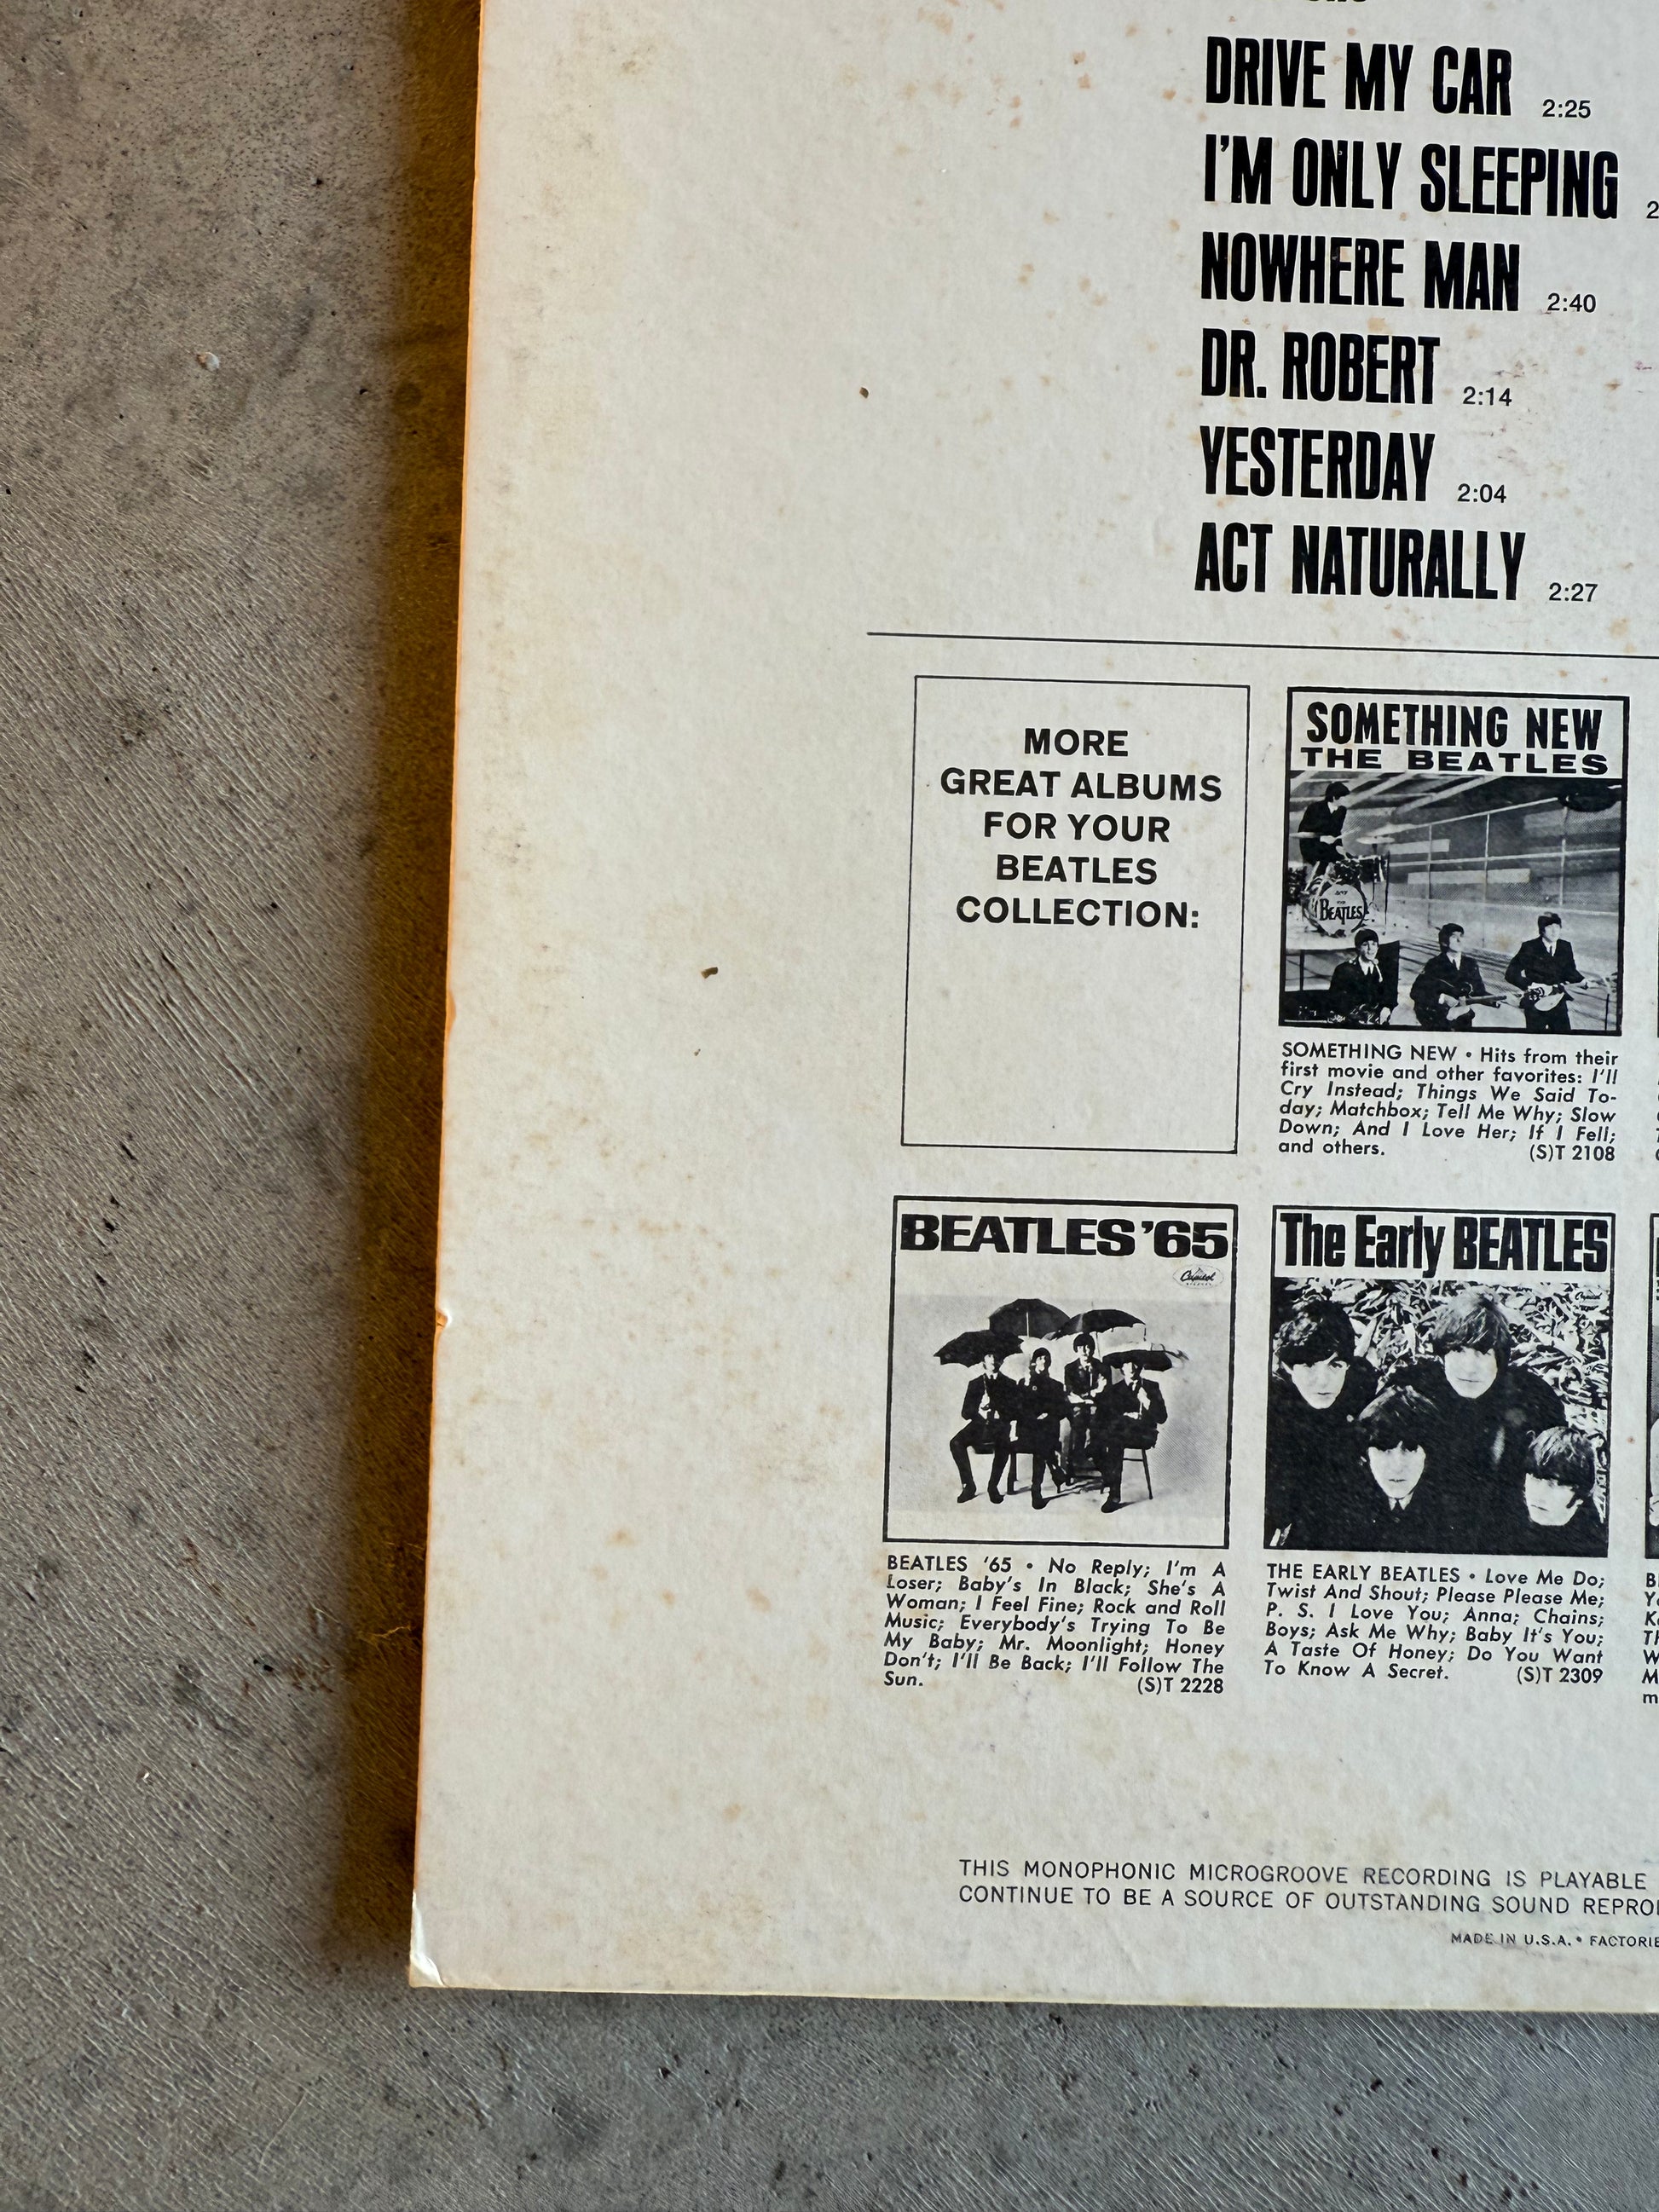 DRIVE MY CAR 2:25
I'M ONLY SLEEPING
NOWHERE MAN 2:40
DR. ROBERT 2:14
YESTERDAY 2:04
ACT NATURALLY 2:27
MORE
GREAT ALBUMS
FOR YOUR
BEATLES
COLLECTION:
SOMETHING NEW
THE BEATLES
THE
BEATLES
SOMETHING NEW • Hits from their
first movie and other favorites: I'll
Cry Instead; Things We Said To-
day; Matchbox; Tell Me Why; Slow
Down; And I Love Her; If I Fell;
and others. (S)T 2108
BEATLES '65
Capitol
BEATLES '65 • No Reply; I'm A
Loser; Baby's In Black; She's A
Woman; I Feel Fine; Rock and Roll
Music; Everybody's Trying To Be
My Baby; Mr. Moonlight; Honey
Don't; I'll Be Back; I'll Follow The
Sun. (S)T 2228
The Early BEATLES
Capitol
THE EARLY BEATLES • Love Me Do;
Twist And Shout; Please Please Me;
P. S. I Love You; Anna; Chains;
Boys; Ask Me Why; Baby It's You;
A Taste Of Honey; Do You Want
To Know A Secret. (S)T 2309
THIS MONOPHONIC MICROGROOVE RECORDING IS PLAYABLE
CONTINUE TO BE A SOURCE OF OUTSTANDING SOUND REPRO
MADE IN U.S.A. • FACTORIE